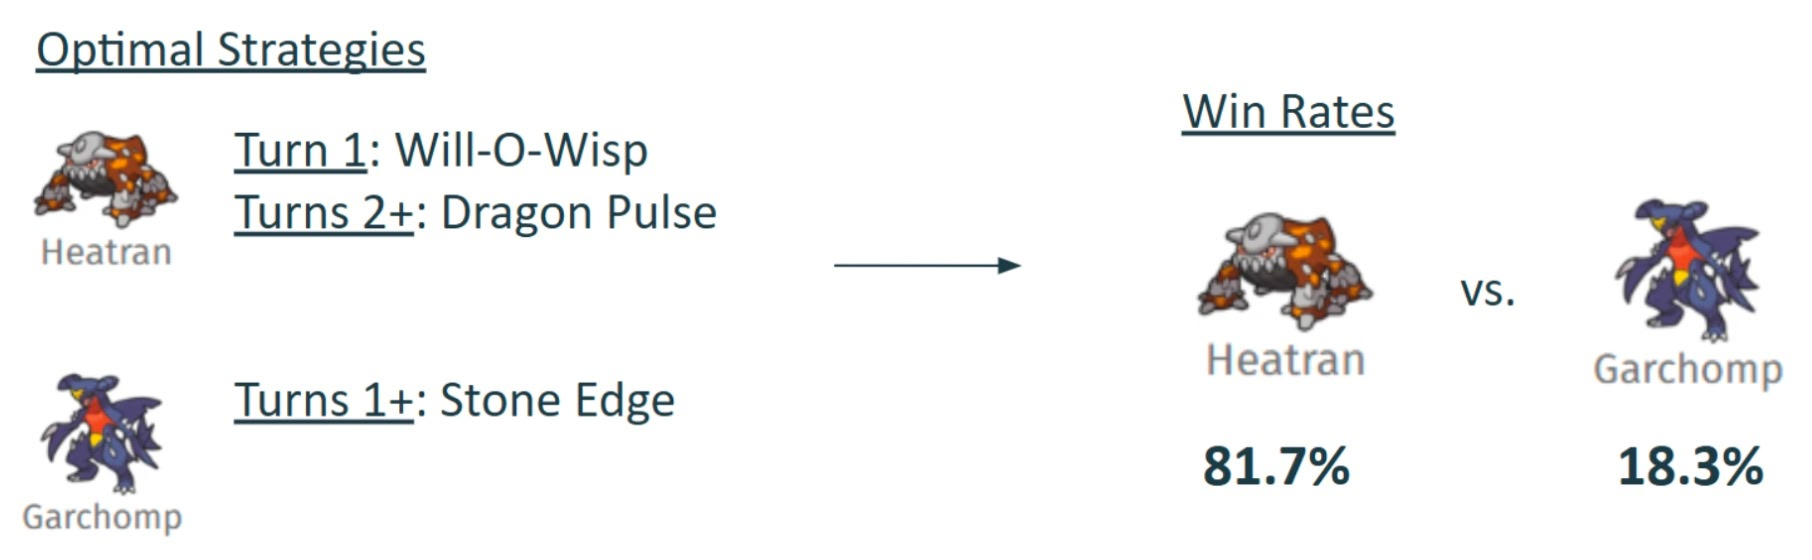 Optimal Strategies
Turn 1: Will-O-Wisp
Turns 2+: Dragon Pulse
Heatran
Turns 1+: Stone Edge
Garchomp
Win Rates
vs.
Heatran
Garchomp
81.7%
18.3%